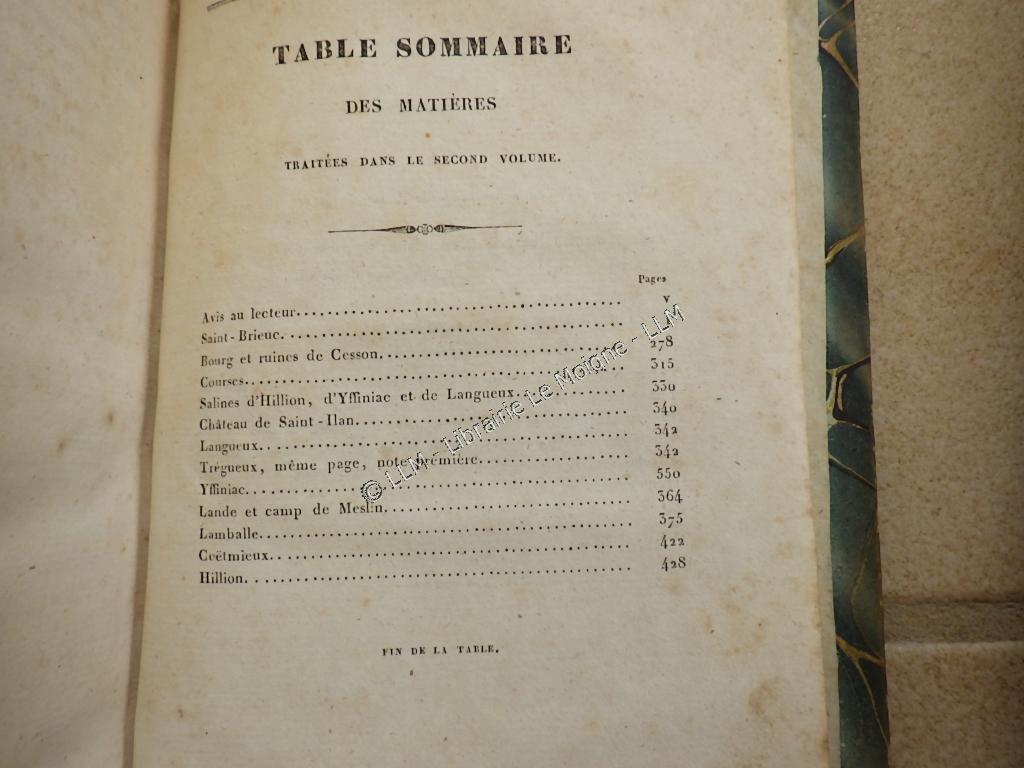 TABLE SOMMAIRE
DES MATIÈRES
TRAITÉES DANS LE SECOND VOLUME.
Pages
Avis au lecteur. v
Saint-Brieuc.
Bourg et ruines de Cesson. 278
Courses. 315
Salines d'Hillion, d'Yffiniac et de Langueux. 330
Château de Saint-Ilan. 340
Langueux. 342
Trégueux, même page, note première. 342
Yffiniac. 350
Lande et camp de Meslin. 364
Lamballe. 375
Coëtmieux. 422
Hillion. 428
FIN DE LA TABLE.
© LLM - Librairie Le Moigne - LLM